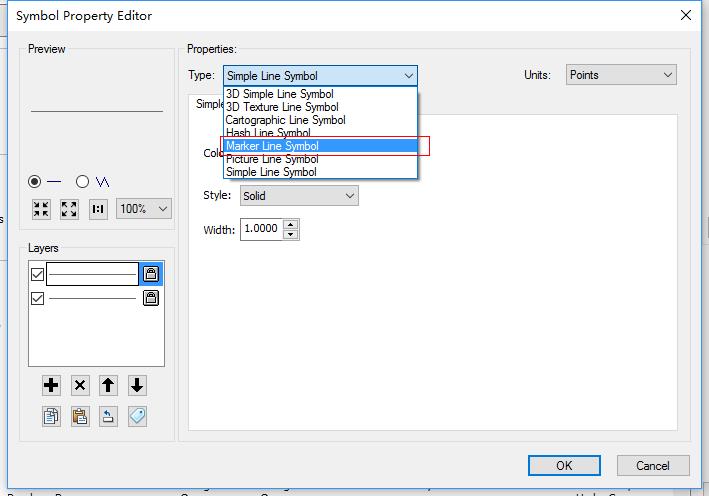 Symbol Property Editor
Preview
Properties:
Type:
Simple Line Symbol
Units:
Points
3D Simple Line Symbol
3D Texture Line Symbol
Cartographic Line Symbol
Hash Line Symbol
Marker Line Symbol
Picture Line Symbol
Simple Line Symbol
Style:
Solid
Width:
1.0000
1:1
100%
Layers
OK
Cancel